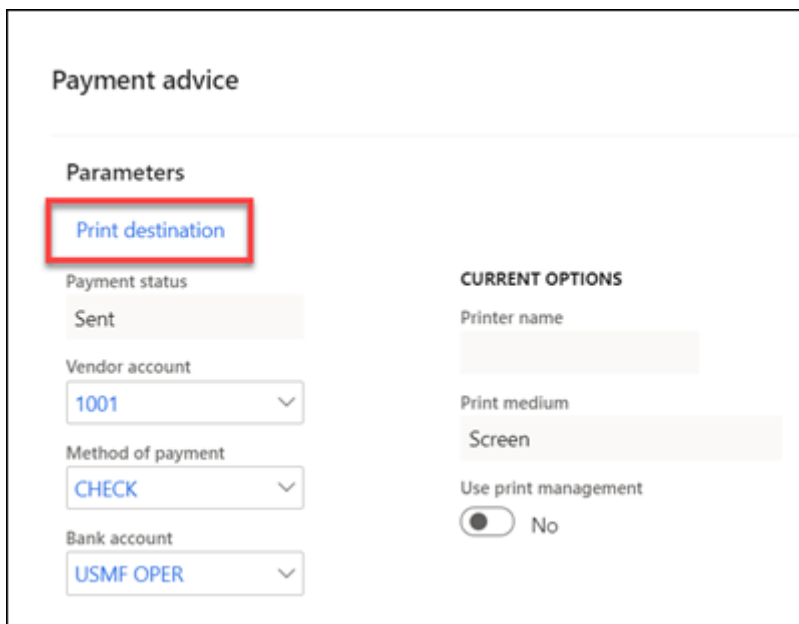 Payment advice
Parameters
Print destination
Payment status
Sent
Vendor account
1001
Method of payment
CHECK
Bank account
USMF OPER
CURRENT OPTIONS
Printer name
Print medium
Screen
Use print management
No